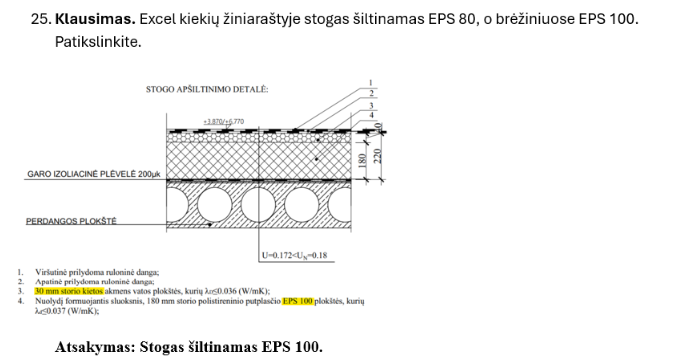 25. Klausimas. Excel kiekių žiniaraštyje stogas šiltinamas EPS 80, o brėžiniuose EPS 100.
Patikslinkite.
STOGO APŠILTINIMO DETALĖ:
1
2
3
4
+3.870/+6.770
180
220
GARO IZOLIACINĖ PLĖVELĖ 200µk
PERDANGOS PLOKŠTĖ
U=0.172<U_N=0.18
1. Viršutinė prilydoma ruloninė danga;
2. Apatinė prilydoma ruloninė danga;
3. 30 mm storio kietos akmens vatos plokštės, kurių λ_D≤0.036 (W/mK);
4. Nuolydį formuojantis sluoksnis, 180 mm storio polistireninio putplasčio EPS 100 plokštės, kurių
≤0.037 (W/mK);
Atsakymas: Stogas šiltinamas EPS 100.